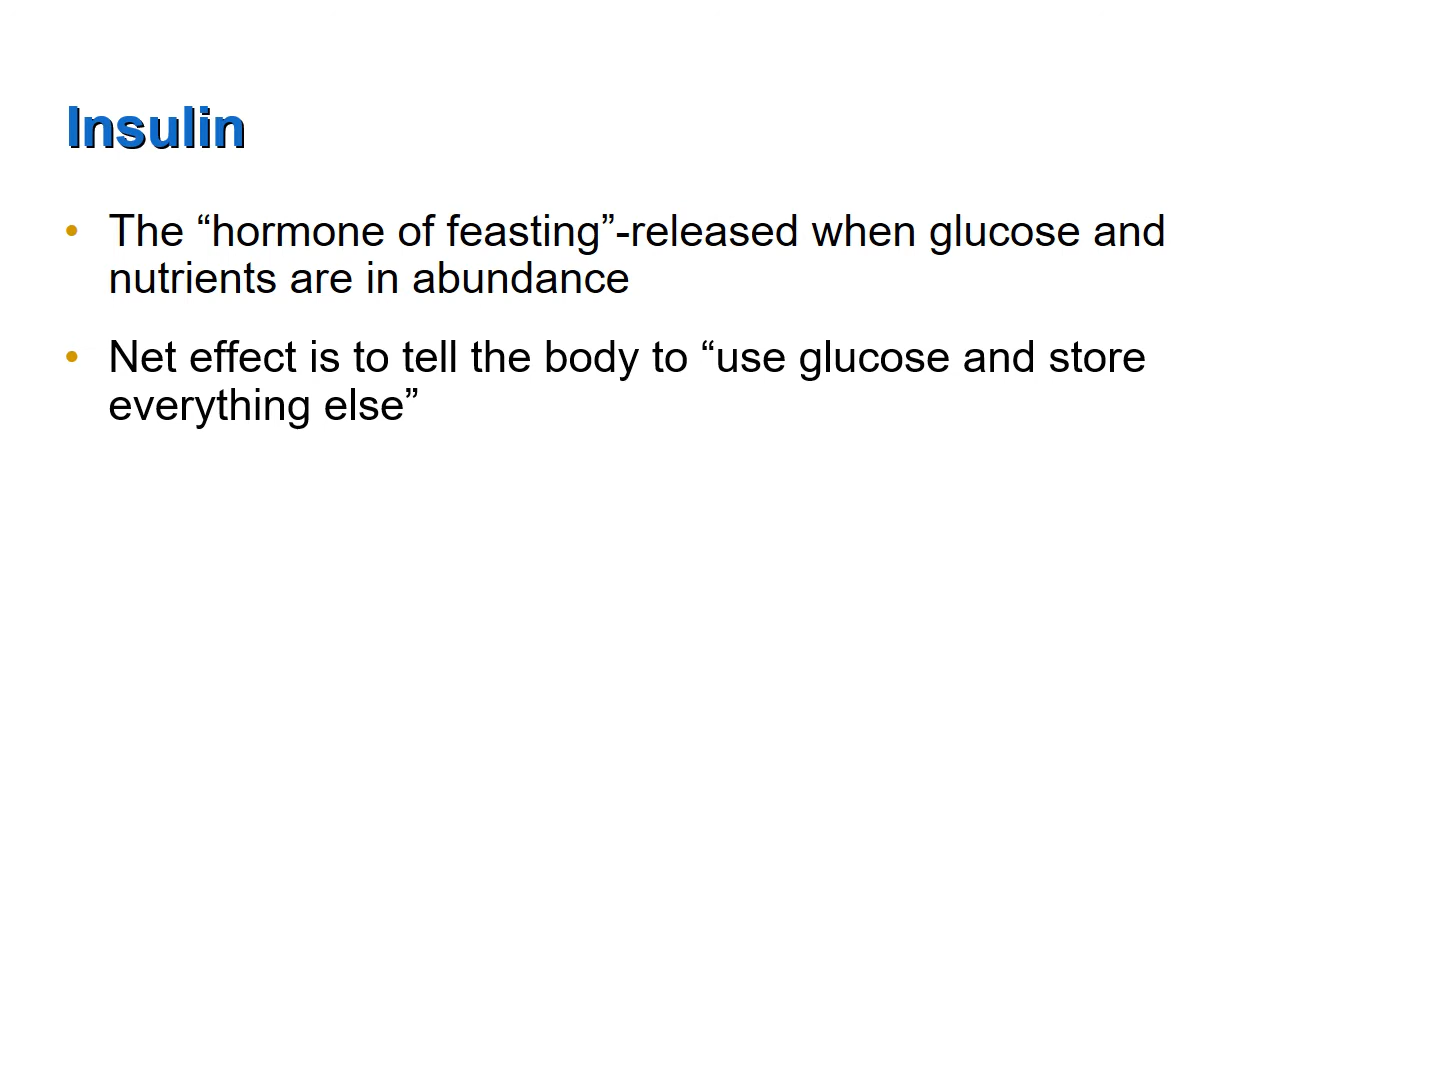 Insulin
• The “hormone of feasting”-released when glucose and
nutrients are in abundance
• Net effect is to tell the body to “use glucose and store
everything else”